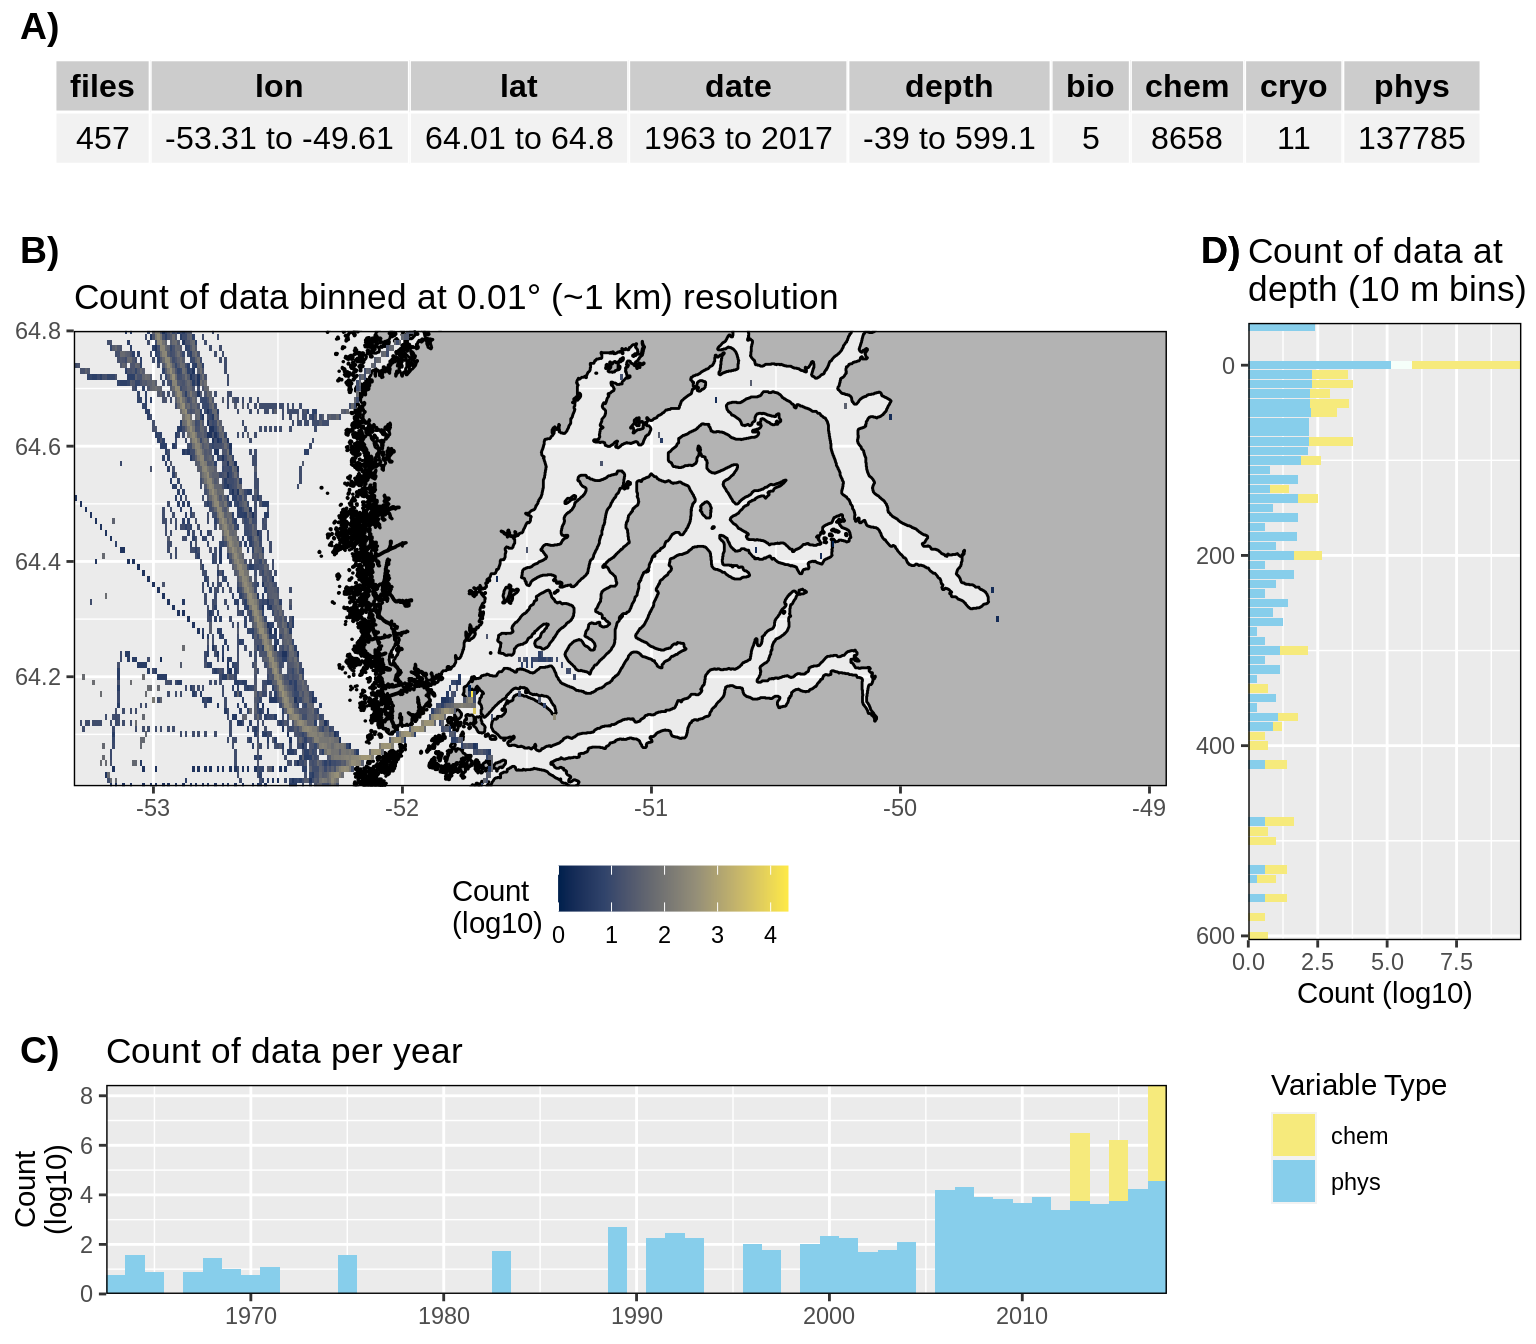 A)
files lon lat date depth bio chem cryo phys
457 -53.31 to -49.61 64.01 to 64.8 1963 to 2017 -39 to 599.1 5 8658 11 137785
B)
Count of data binned at 0.01° (~1 km) resolution
64.8
64.6
64.4
64.2
-53 -52 -51 -50 -49
Count
(log10)
0 1 2 3 4
D) Count of data at
depth (10 m bins)
0
200
400
600
0.0 2.5 5.0 7.5
Count (log10)
C) Count of data per year
Count
(log10)
8
6
4
2
0
1970 1980 1990 2000 2010
Variable Type
chem
phys